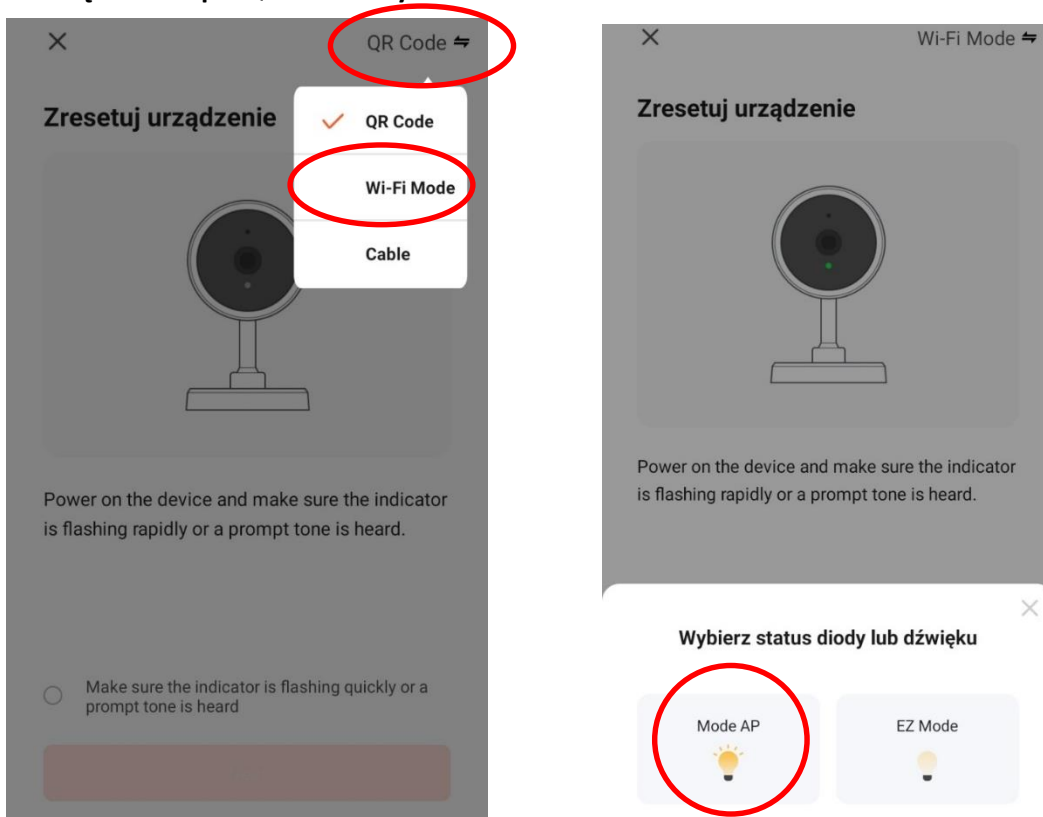 QR Code
Zresetuj urządzenie
QR Code
Wi-Fi Mode
Cable
Power on the device and make sure the indicator
is flashing rapidly or a prompt tone is heard.
Make sure the indicator is flashing quickly or a
prompt tone is heard
Wi-Fi Mode
Zresetuj urządzenie
Power on the device and make sure the indicator
is flashing rapidly or a prompt tone is heard.
Wybierz status diody lub dźwięku
Mode AP
EZ Mode